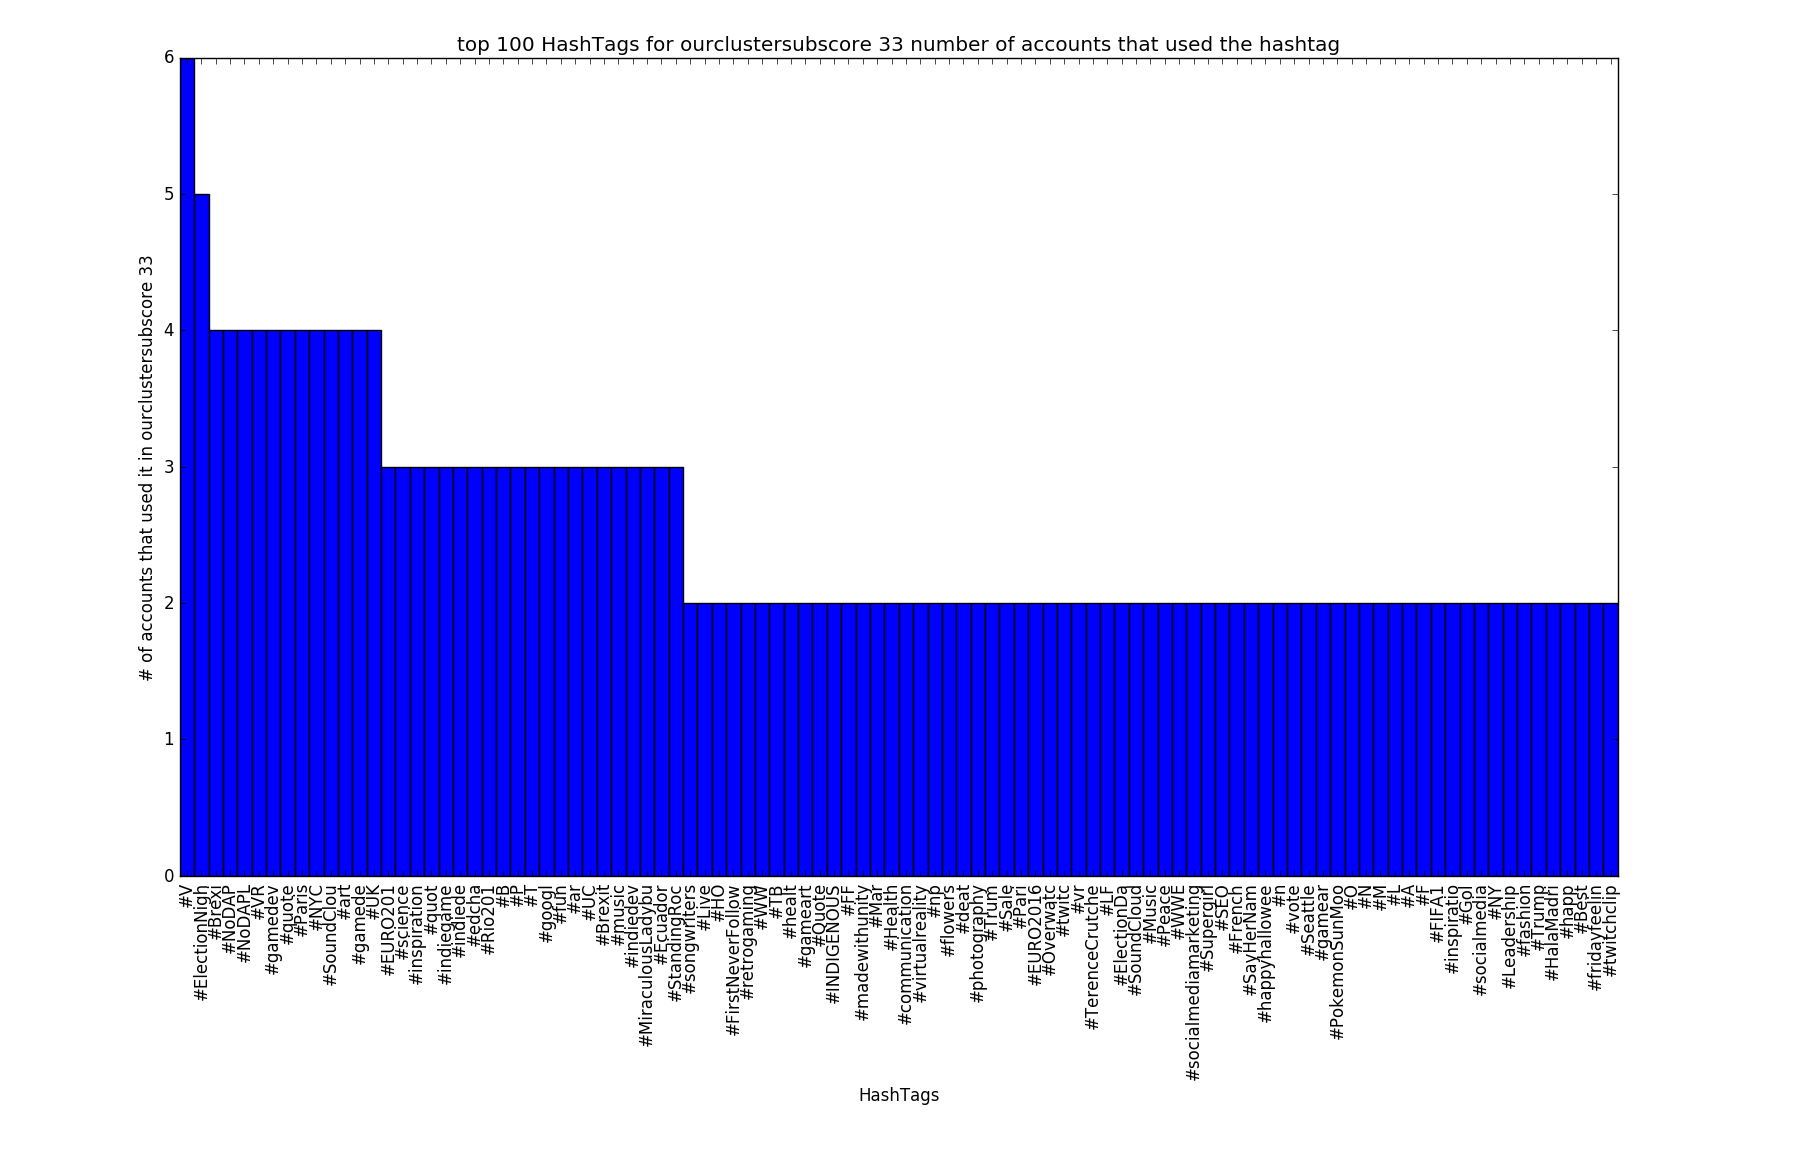 top 100 HashTags for ourclustersubscore 33 number of accounts that used the hashtag
# of accounts that used it in ourclustersubscore 33
6
5
4
3
2
1
0
#V
#ElectionNigh
#Brexi
#NoDAP
#NoDAPL
#VR
#gamedev
#quote
#Paris
#NYC
#SoundClou
#art
#gamede
#UK
#EURO201
#science
#inspiration
#quot
#indiegame
#indiede
#edcha
#Rio201
#B
#P
#T
#googl
#fun
#ar
#UC
#Brexit
#music
#indiedev
#MiraculousLadybu
#Ecuador
#StandingRoc
#songwriters
#Live
#HO
#FirstNeverFollow
#retrogaming
#WW
#TB
#healt
#gameart
#Quote
#INDIGENOUS
#FF
#madewithunity
#Mar
#Health
#communication
#virtualreality
#np
#flowers
#deat
#photography
#Trum
#Sale
#Pari
#EURO2016
#Overwatc
#twitc
#vr
#TerenceCrutche
#LF
#ElectionDa
#SoundCloud
#Music
#Peace
#WWE
#socialmediamarketing
#Supergirl
#SEO
#French
#SayHerNam
#happyhallowee
#n
#vote
#Seattle
#gamear
#PokemonSunMoo
#O
#N
#M
#L
#A
#F
#FIFA1
#inspiratio
#Gol
#socialmedia
#NY
#Leadership
#fashion
#Trump
#HalaMadri
#happ
#Best
#fridayfeelin
#twitchclip
HashTags